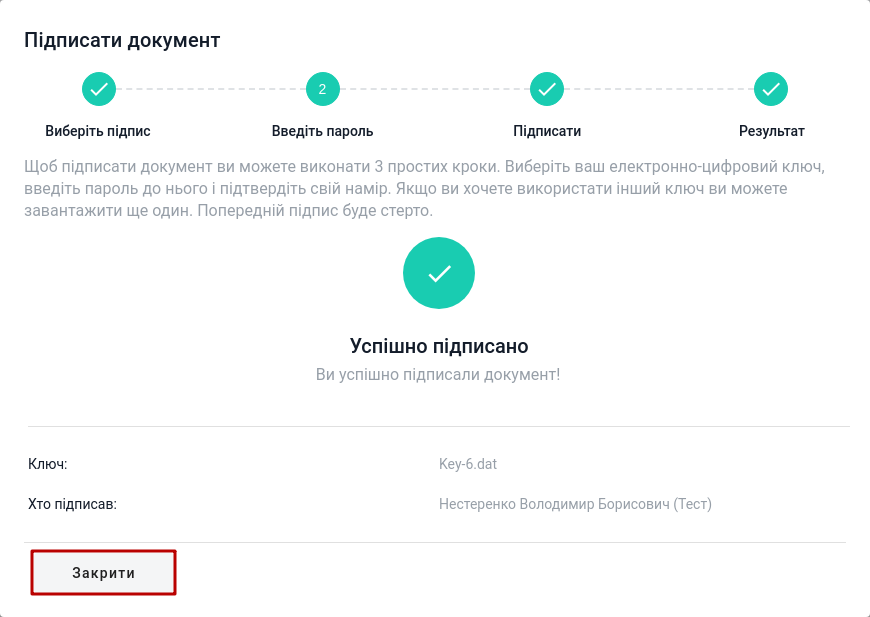 Підписати документ
2
Виберіть підпис
Введіть пароль
Підписати
Результат
Щоб підписати документ ви можете виконати 3 простих кроки. Виберіть ваш електронно-цифровий ключ,
введіть пароль до нього і підтвердіть свій намір. Якщо ви хочете використати інший ключ ви можете
завантажити ще один. Попередній підпис буде стерто.
Успішно підписано
Ви успішно підписали документ!
Ключ: Key-6.dat
Хто підписав: Нестеренко Володимир Борисович (Тест)
Закрити